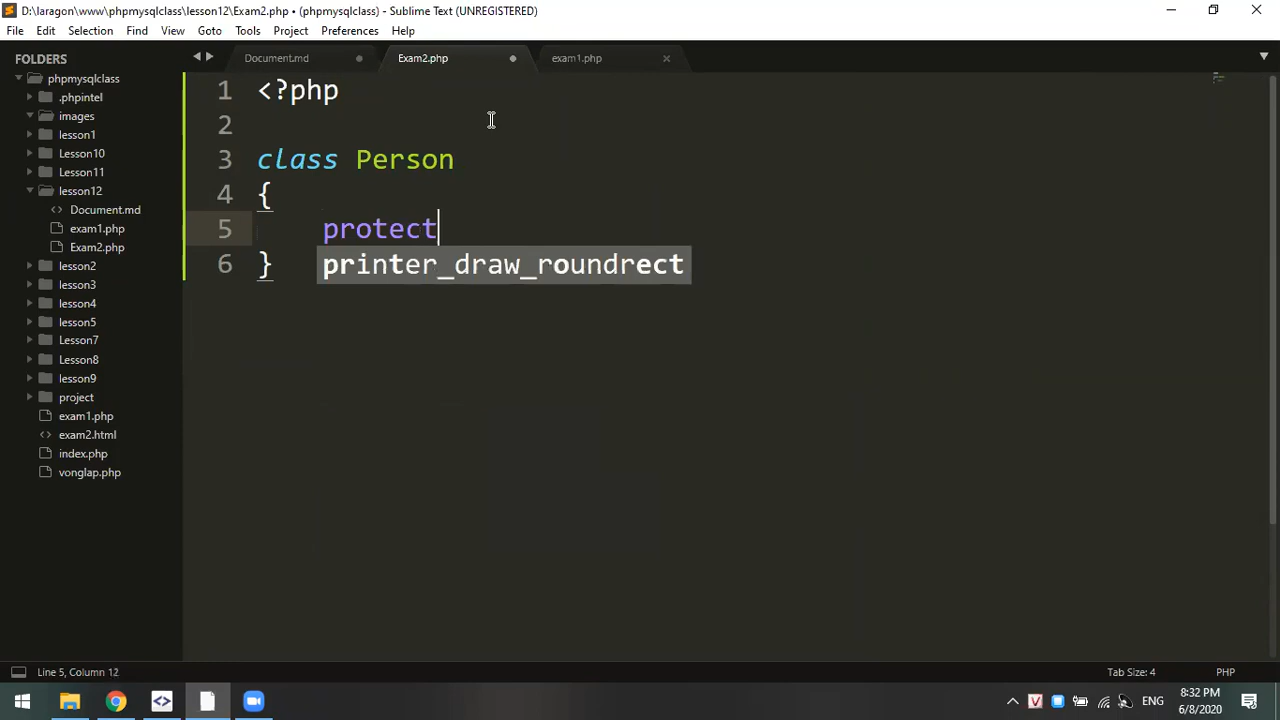 D:\laragon\www\phpmysqlclass\lesson12\Exam2.php • (phpmysqlclass) - Sublime Text (UNREGISTERED)
File Edit Selection Find View Goto Tools Project Preferences Help
FOLDERS
phpmysqlclass
.phpintel
images
lesson1
Lesson10
Lesson11
lesson12
Document.md
exam1.php
Exam2.php
lesson2
lesson3
lesson4
lesson5
Lesson7
Lesson8
lesson9
project
exam1.php
exam2.html
index.php
vonglap.php
Document.md Exam2.php exam1.php
1 <?php
2
3 class Person
4 {
5 protect
printer_draw_roundrect
6 }
Line 5, Column 12 Tab Size: 4 PHP
V ENG 8:32 PM
6/8/2020